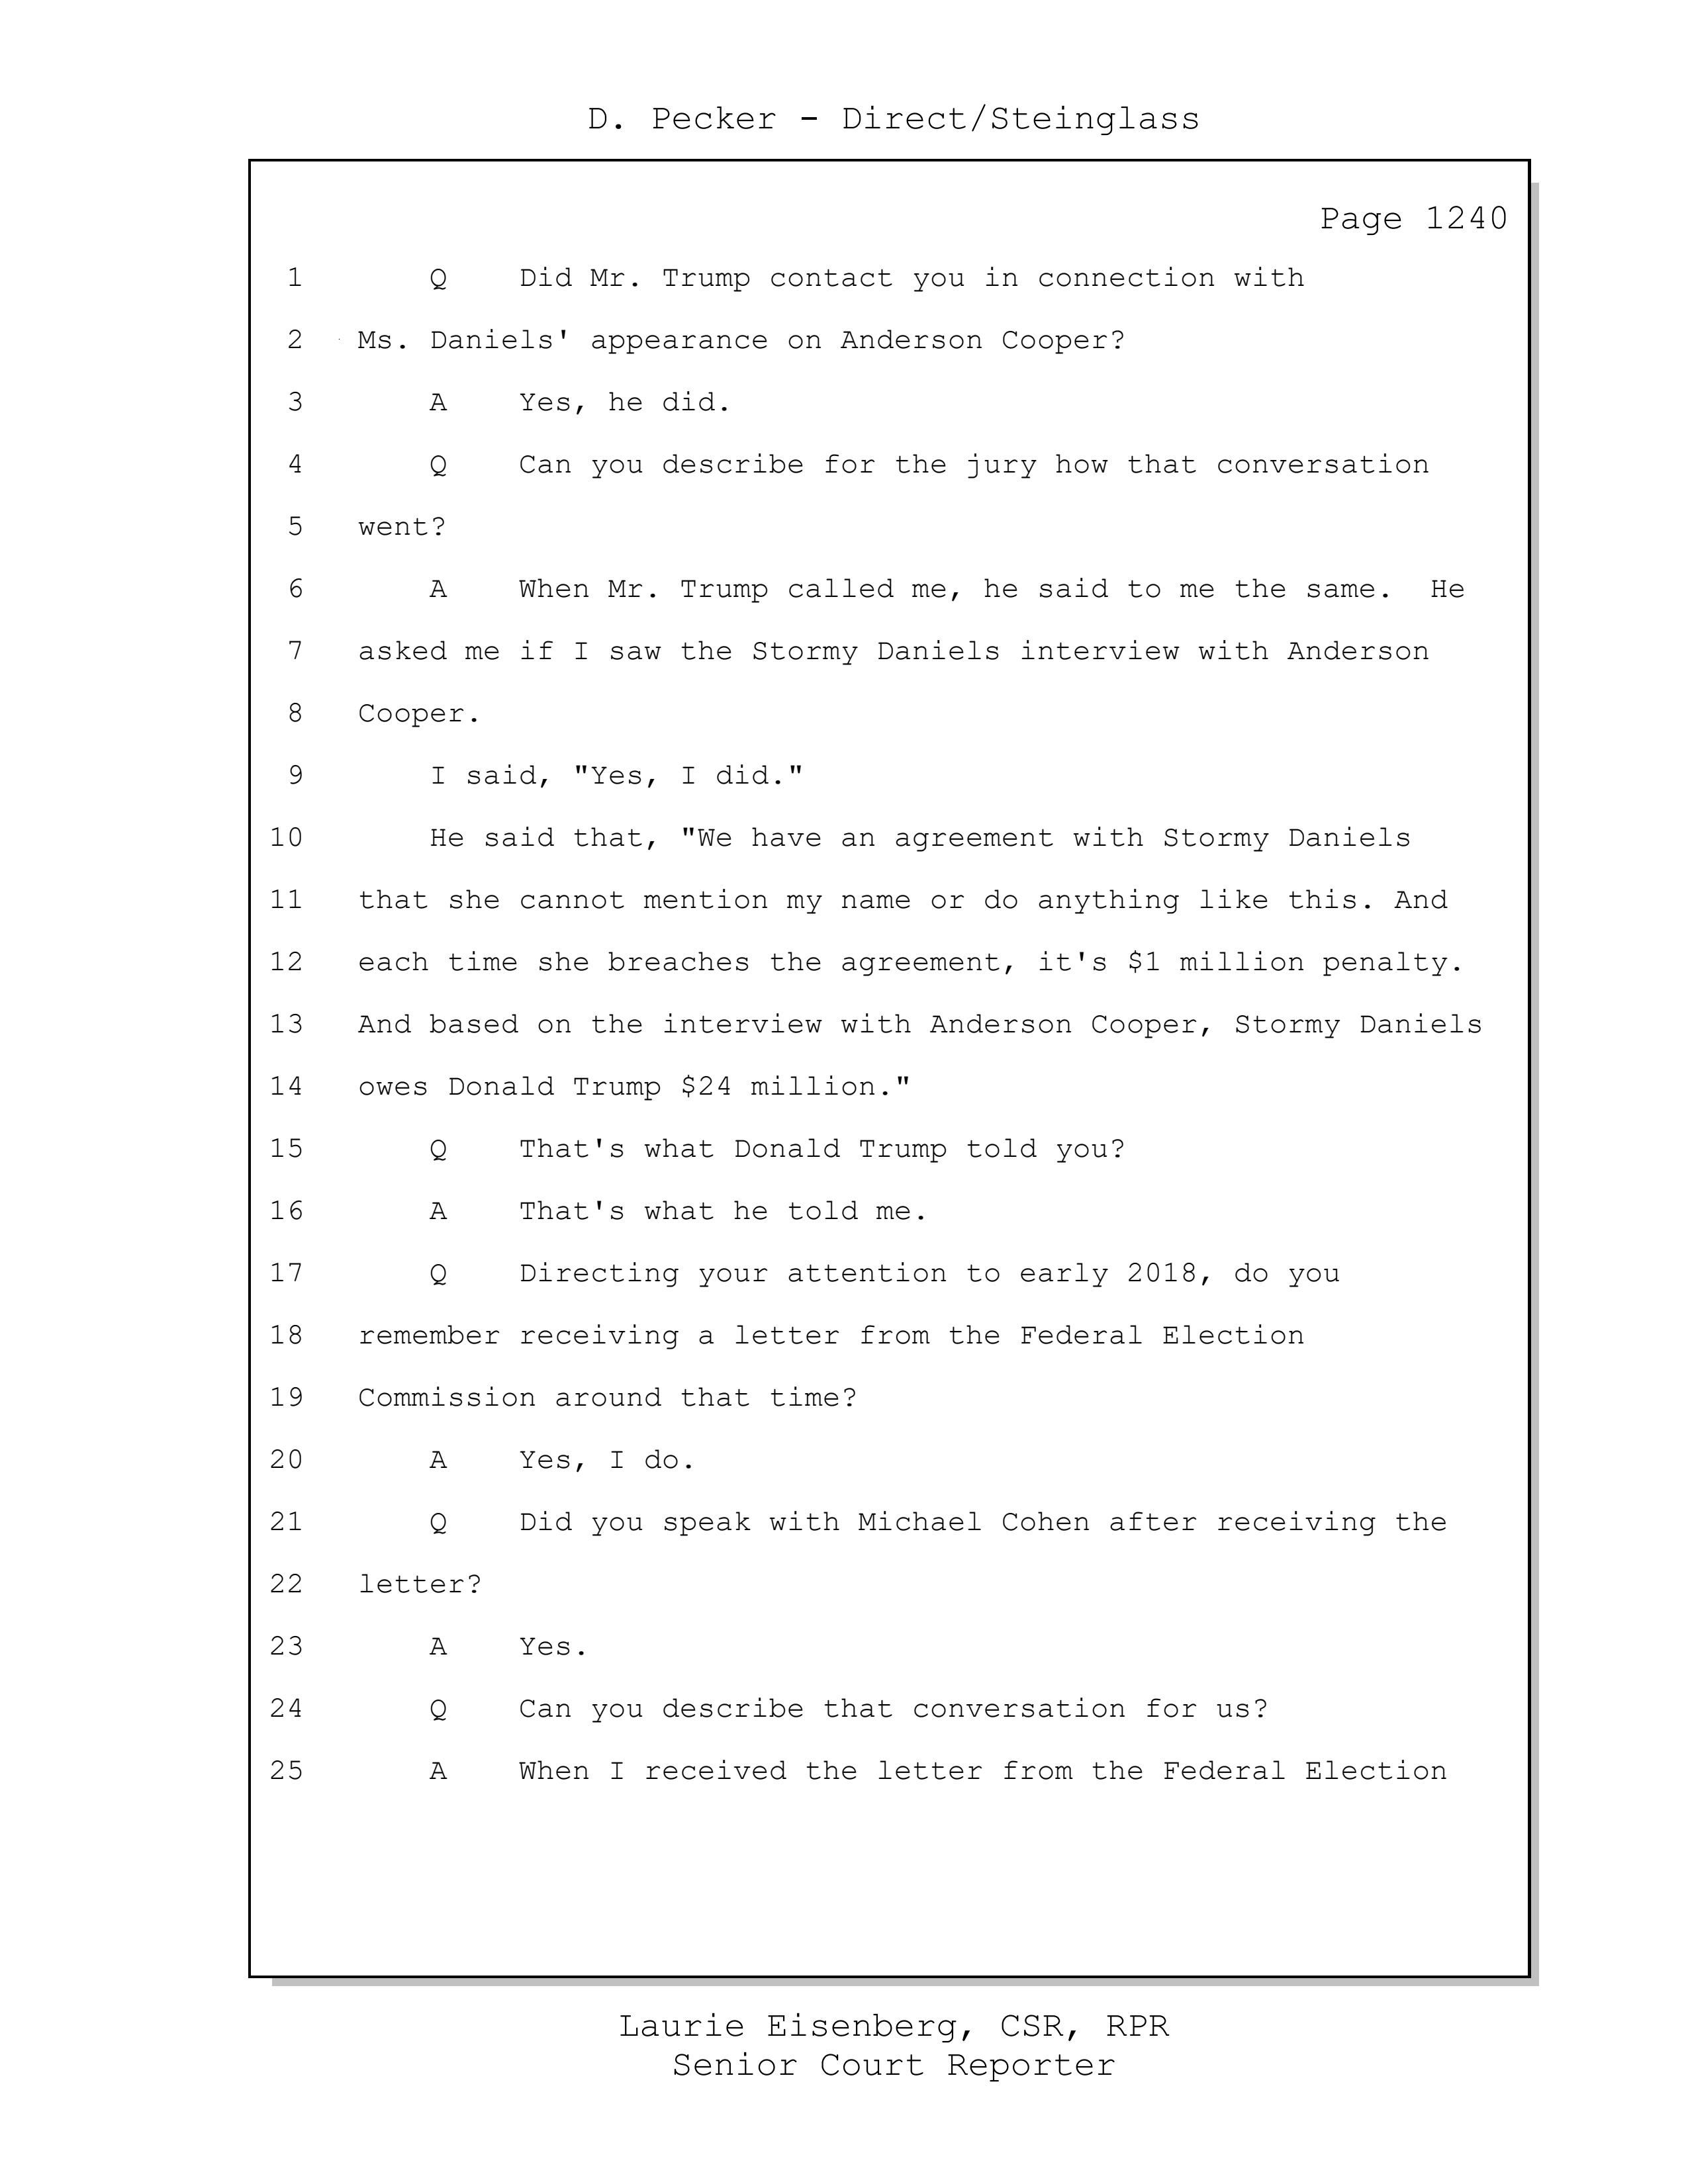 D. Pecker - Direct/Steinglass
Page 1240
1 Q Did Mr. Trump contact you in connection with
2 Ms. Daniels' appearance on Anderson Cooper?
3 A Yes, he did.
4 Q Can you describe for the jury how that conversation
5 went?
6 A When Mr. Trump called me, he said to me the same. He
7 asked me if I saw the Stormy Daniels interview with Anderson
8 Cooper.
9 I said, "Yes, I did."
10 He said that, "We have an agreement with Stormy Daniels
11 that she cannot mention my name or do anything like this. And
12 each time she breaches the agreement, it's $1 million penalty.
13 And based on the interview with Anderson Cooper, Stormy Daniels
14 owes Donald Trump $24 million."
15 Q That's what Donald Trump told you?
16 A That's what he told me.
17 Q Directing your attention to early 2018, do you
18 remember receiving a letter from the Federal Election
19 Commission around that time?
20 A Yes, I do.
21 Q Did you speak with Michael Cohen after receiving the
22 letter?
23 A Yes.
24 Q Can you describe that conversation for us?
25 A When I received the letter from the Federal Election
Laurie Eisenberg, CSR, RPR
Senior Court Reporter